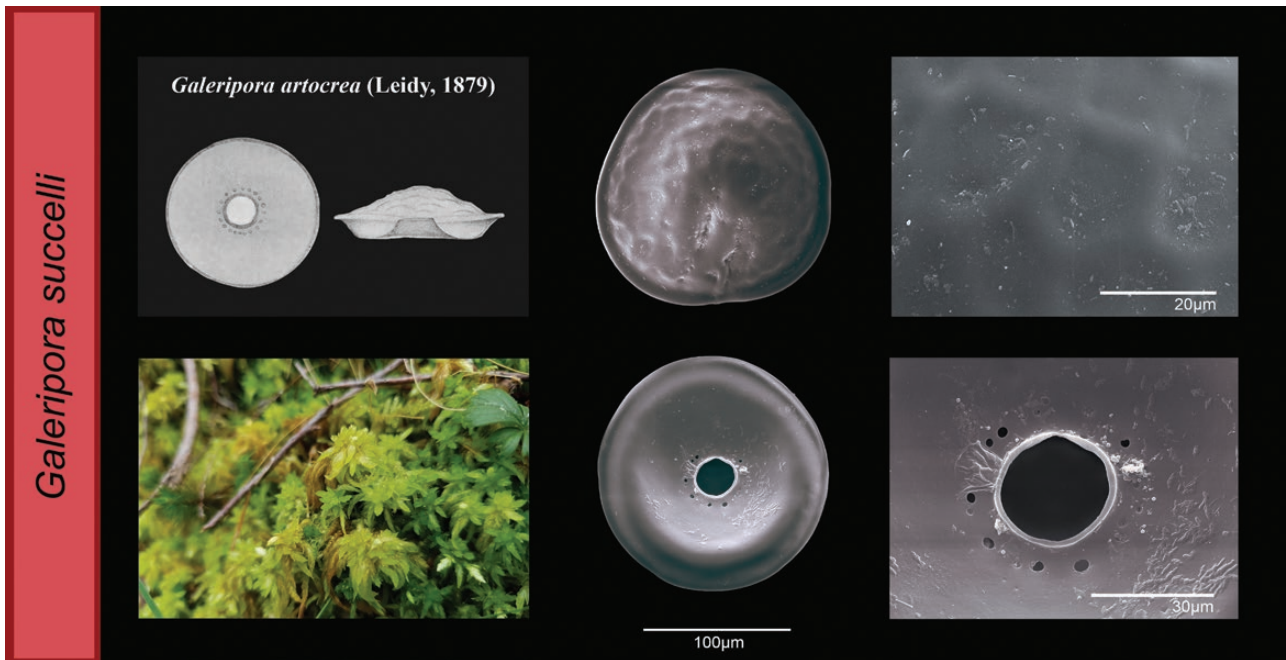 Galeripora succelli
Galeripora artocrea (Leidy, 1879)
20µm
100µm
30µm